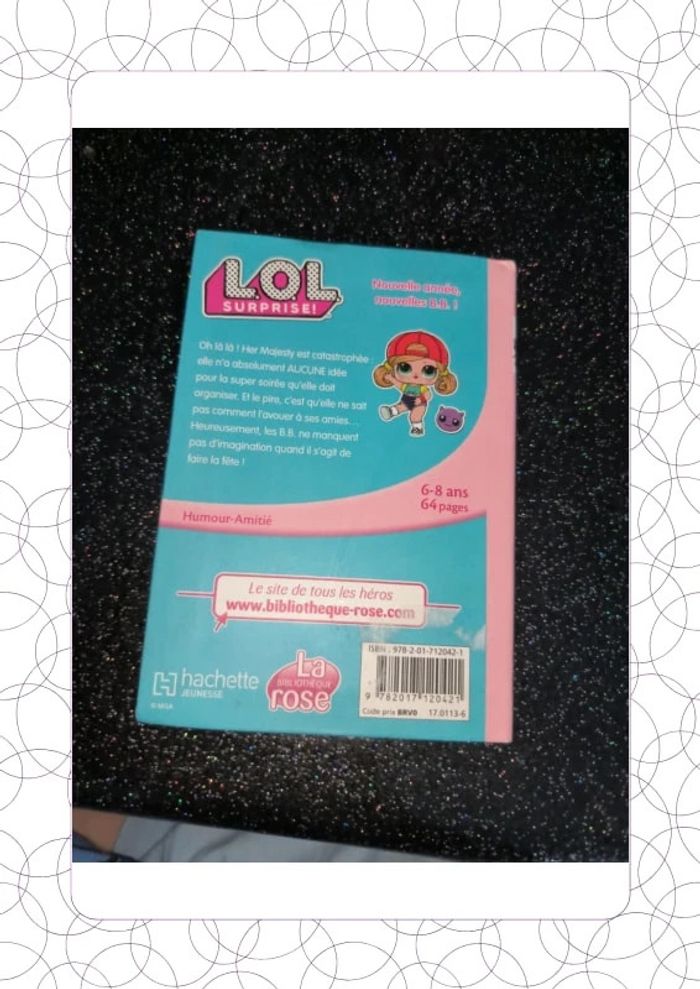 L.O.L.
SURPRISE!
Nouvelle année,
nouvelles B.B. !
Oh là là ! Her Majesty est catastrophée :
elle n'a absolument AUCUNE idée
pour la super soirée qu'elle doit
organiser. Et le pire, c'est qu'elle ne sait
pas comment l'avouer à ses amies...
Heureusement, les B.B. ne manquent
pas d'imagination quand il s'agit de
faire la fête !
6-8 ans
64 pages
Humour-Amitié
Le site de tous les héros
www.bibliotheque-rose.com
hachette
JEUNESSE
© MGA
La
BIBLIOTHÈQUE
rose
ISBN : 978-2-01-712042-1
9 782017 120421
Code prix BRV0 17.0113-6